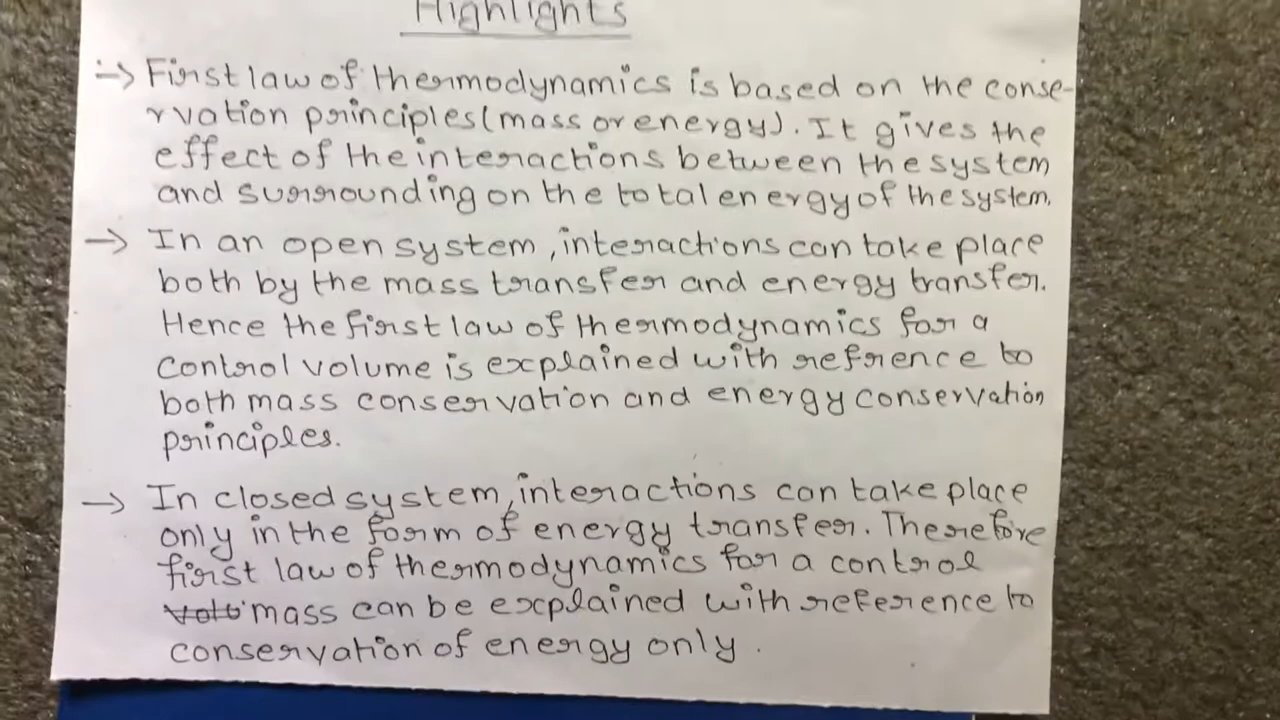 Highlights
→ First law of thermodynamics is based on the conse-
rvation principles (mass or energy). It gives the
effect of the interactions between the system
and surrounding on the total energy of the system.
→ In an open system, interactions can take place
both by the mass transfer and energy transfer.
Hence the first law of thermodynamics for a
control volume is explained with refrence to
both mass conservation and energy conservation
principles.
→ In closed system, interactions can take place
only in the form of energy transfer. Therefore
first law of thermodynamics for a control
mass can be explained with reference to
conservation of energy only.